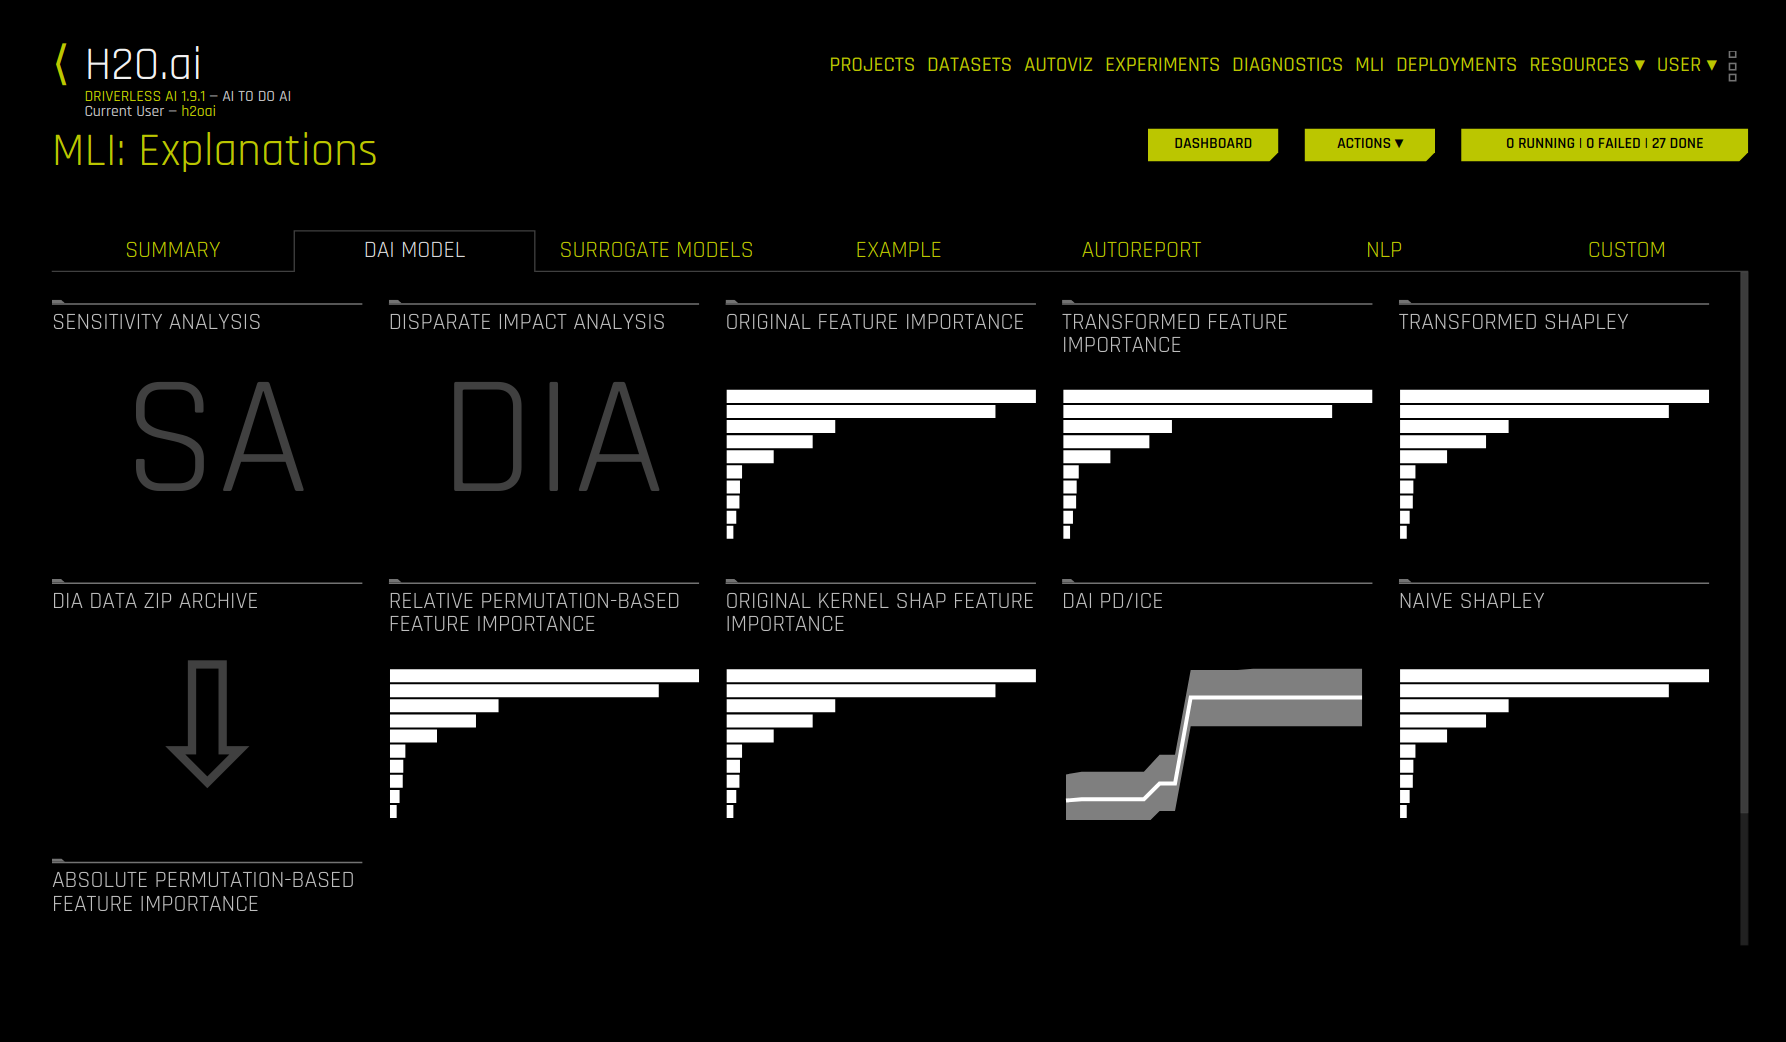 H2O.ai
DRIVERLESS AI 1.9.1 — AI TO DO AI
Current User — h2oai
PROJECTS DATASETS AUTOVIZ EXPERIMENTS DIAGNOSTICS MLI DEPLOYMENTS RESOURCES ▾ USER ▾
MLI: Explanations
DASHBOARD ACTIONS ▾ 0 RUNNING | 0 FAILED | 27 DONE
SUMMARY DAI MODEL SURROGATE MODELS EXAMPLE AUTOREPORT NLP CUSTOM
SENSITIVITY ANALYSIS
SA
DISPARATE IMPACT ANALYSIS
DIA
ORIGINAL FEATURE IMPORTANCE
TRANSFORMED FEATURE
IMPORTANCE
TRANSFORMED SHAPLEY
DIA DATA ZIP ARCHIVE
RELATIVE PERMUTATION-BASED
FEATURE IMPORTANCE
ORIGINAL KERNEL SHAP FEATURE
IMPORTANCE
DAI PD/ICE
NAIVE SHAPLEY
ABSOLUTE PERMUTATION-BASED
FEATURE IMPORTANCE